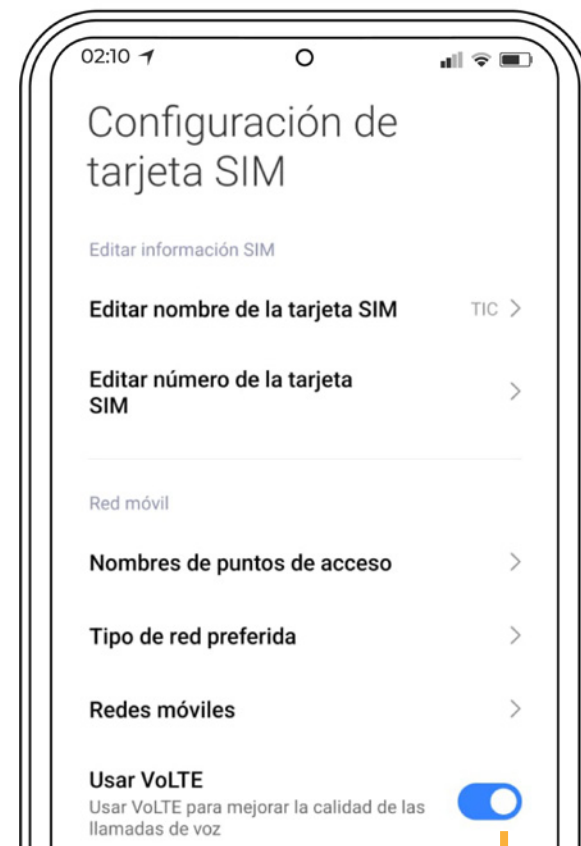 02:10
Configuración de
tarjeta SIM
Editar información SIM
Editar nombre de la tarjeta SIM TIC
Editar número de la tarjeta
SIM
Red móvil
Nombres de puntos de acceso
Tipo de red preferida
Redes móviles
Usar VoLTE
Usar VoLTE para mejorar la calidad de las
llamadas de voz